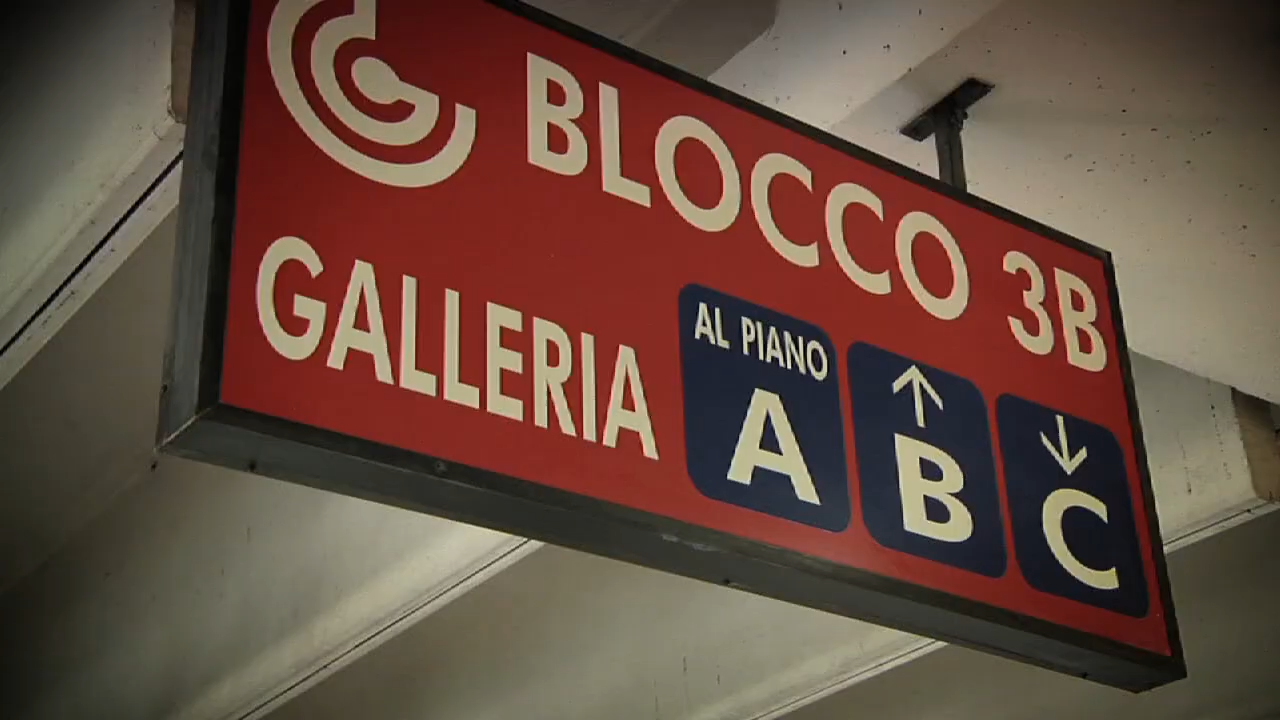 BLOCCO 3B
GALLERIA
AL PIANO
A
↑
B
↓
C